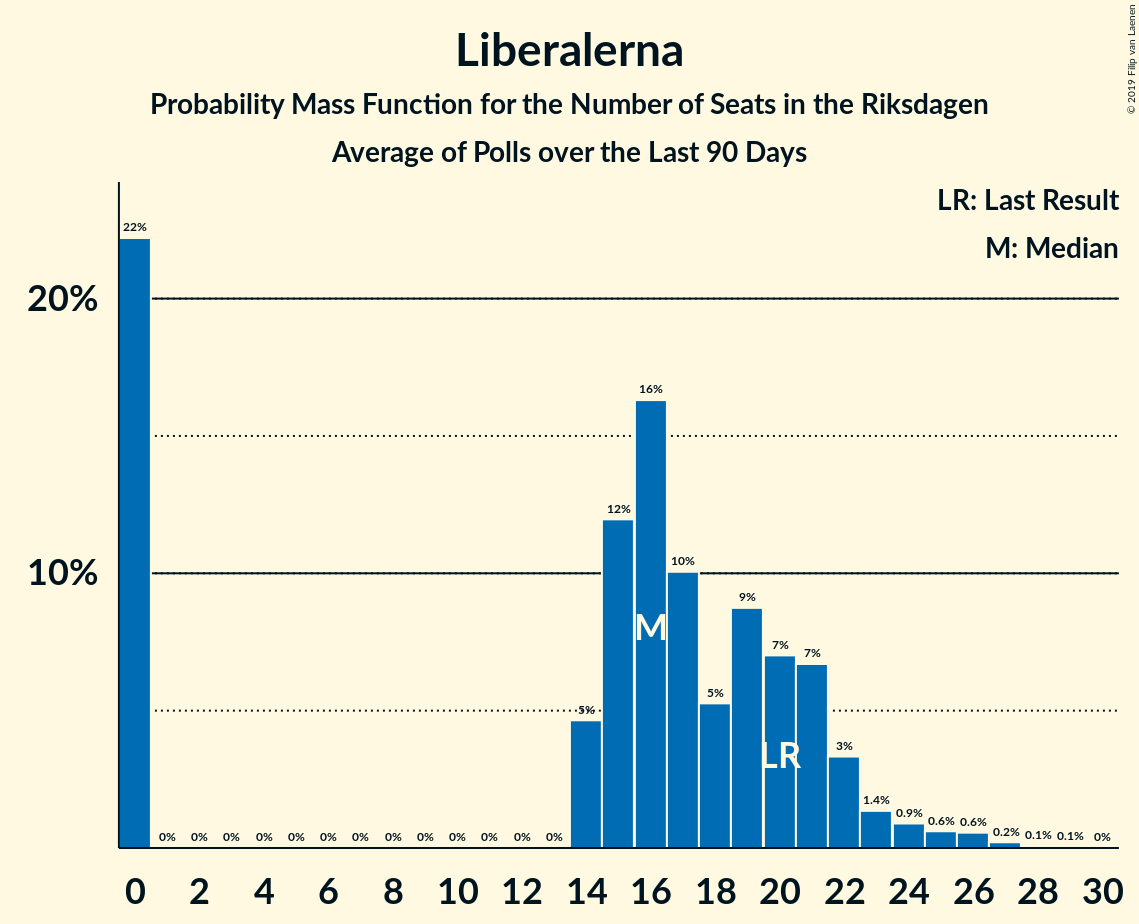 © 2019 Filip van Laenen
Liberalerna
Probability Mass Function for the Number of Seats in the Riksdagen
Average of Polls over the Last 90 Days
LR: Last Result
M: Median
20%
10%
22% 0% 0% 0% 0% 0% 0% 0% 0% 0% 0% 0% 0% 0% 5% 12% 16% 10% 5% 9% 7% 7% 3% 1.4% 0.9% 0.6% 0.6% 0.2% 0.1% 0.1% 0%
M
LR
0 2 4 6 8 10 12 14 16 18 20 22 24 26 28 30